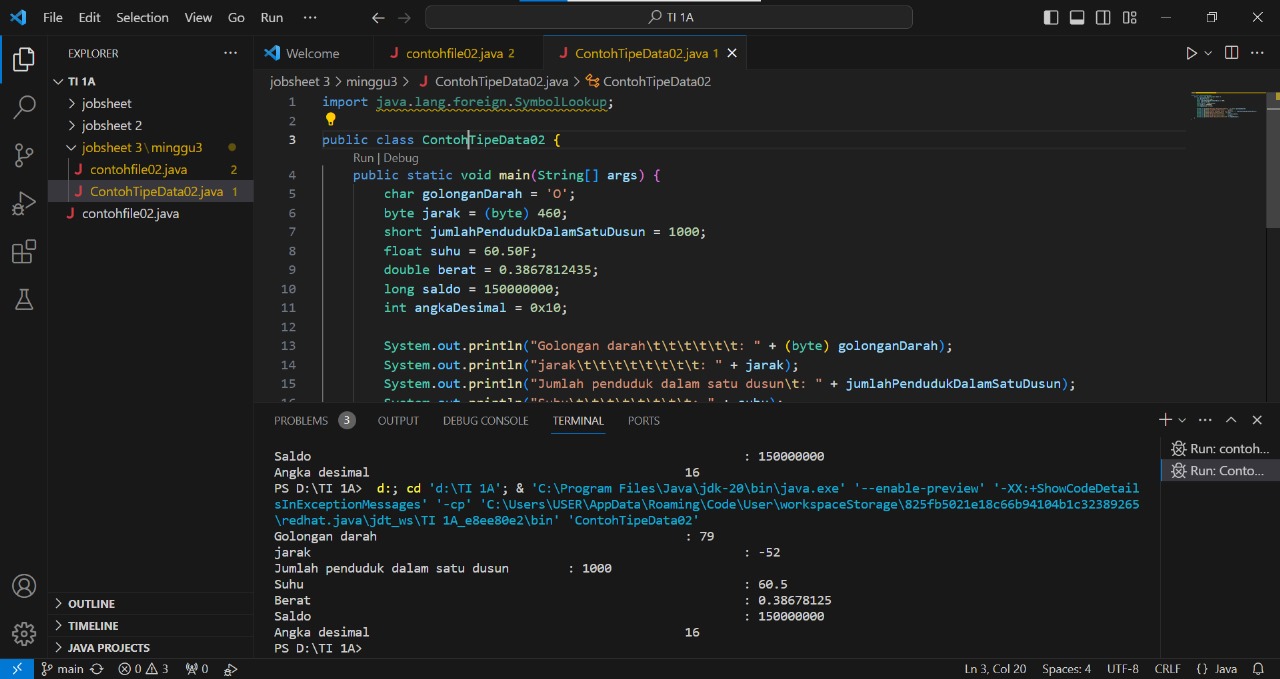 File Edit Selection View Go Run ··· TI 1A
EXPLORER ···
TI 1A
jobsheet
jobsheet 2
jobsheet 3 \ minggu3
contohfile02.java 2
ContohTipeData02.java 1
contohfile02.java
OUTLINE
TIMELINE
JAVA PROJECTS
Welcome contohfile02.java 2 ContohTipeData02.java 1
jobsheet 3 > minggu3 > ContohTipeData02.java > ContohTipeData02
1 import java.lang.foreign.SymbolLookup;
2
3 public class ContohTipeData02 {
Run | Debug
4 public static void main(String[] args) {
5 char golonganDarah = 'O';
6 byte jarak = (byte) 460;
7 short jumlahPendudukDalamSatuDusun = 1000;
8 float suhu = 60.50F;
9 double berat = 0.3867812435;
10 long saldo = 150000000;
11 int angkaDesimal = 0x10;
12
13 System.out.println("Golongan darah\t\t\t\t\t\t: " + (byte) golonganDarah);
14 System.out.println("jarak\t\t\t\t\t\t\t\t: " + jarak);
15 System.out.println("Jumlah penduduk dalam satu dusun\t: " + jumlahPendudukDalamSatuDusun);
PROBLEMS 3 OUTPUT DEBUG CONSOLE TERMINAL PORTS
Saldo : 150000000
Angka desimal 16
PS D:\TI 1A> d:; cd 'd:\TI 1A'; & 'C:\Program Files\Java\jdk-20\bin\java.exe' '--enable-preview' '-XX:+ShowCodeDetail
sInExceptionMessages' '-cp' 'C:\Users\USER\AppData\Roaming\Code\User\workspaceStorage\825fb5021e18c66b94104b1c32389265
\redhat.java\jdt_ws\TI 1A_e8ee80e2\bin' 'ContohTipeData02'
Golongan darah : 79
jarak : -52
Jumlah penduduk dalam satu dusun : 1000
Suhu : 60.5
Berat : 0.38678125
Saldo : 150000000
Angka desimal 16
PS D:\TI 1A>
Run: contoh...
Run: Conto...
main 0 3 0 Ln 3, Col 20 Spaces: 4 UTF-8 CRLF {} Java